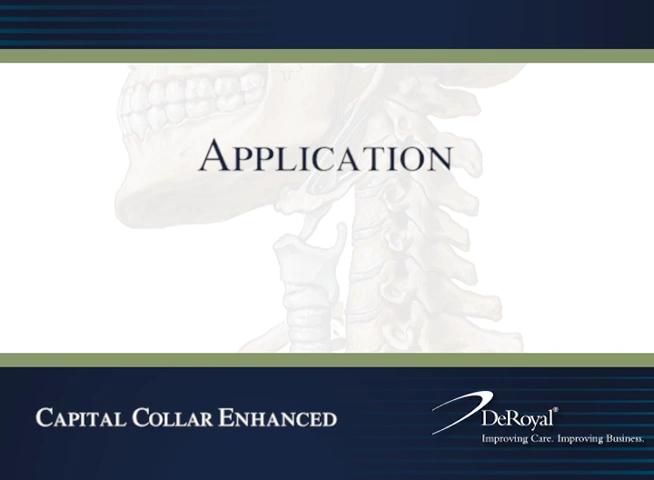 APPLICATION
CAPITAL COLLAR ENHANCED
DeRoyal®
Improving Care. Improving Business.